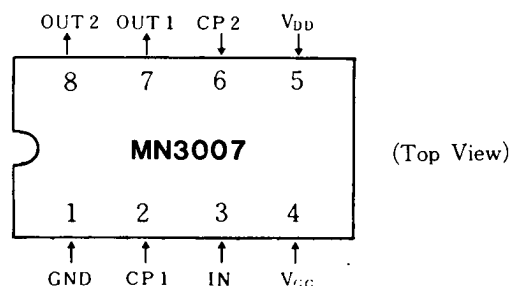 OUT 2 OUT 1 CP 2 VDD
8 7 6 5
MN3007
(Top View)
1 2 3 4
GND CP 1 IN VGG